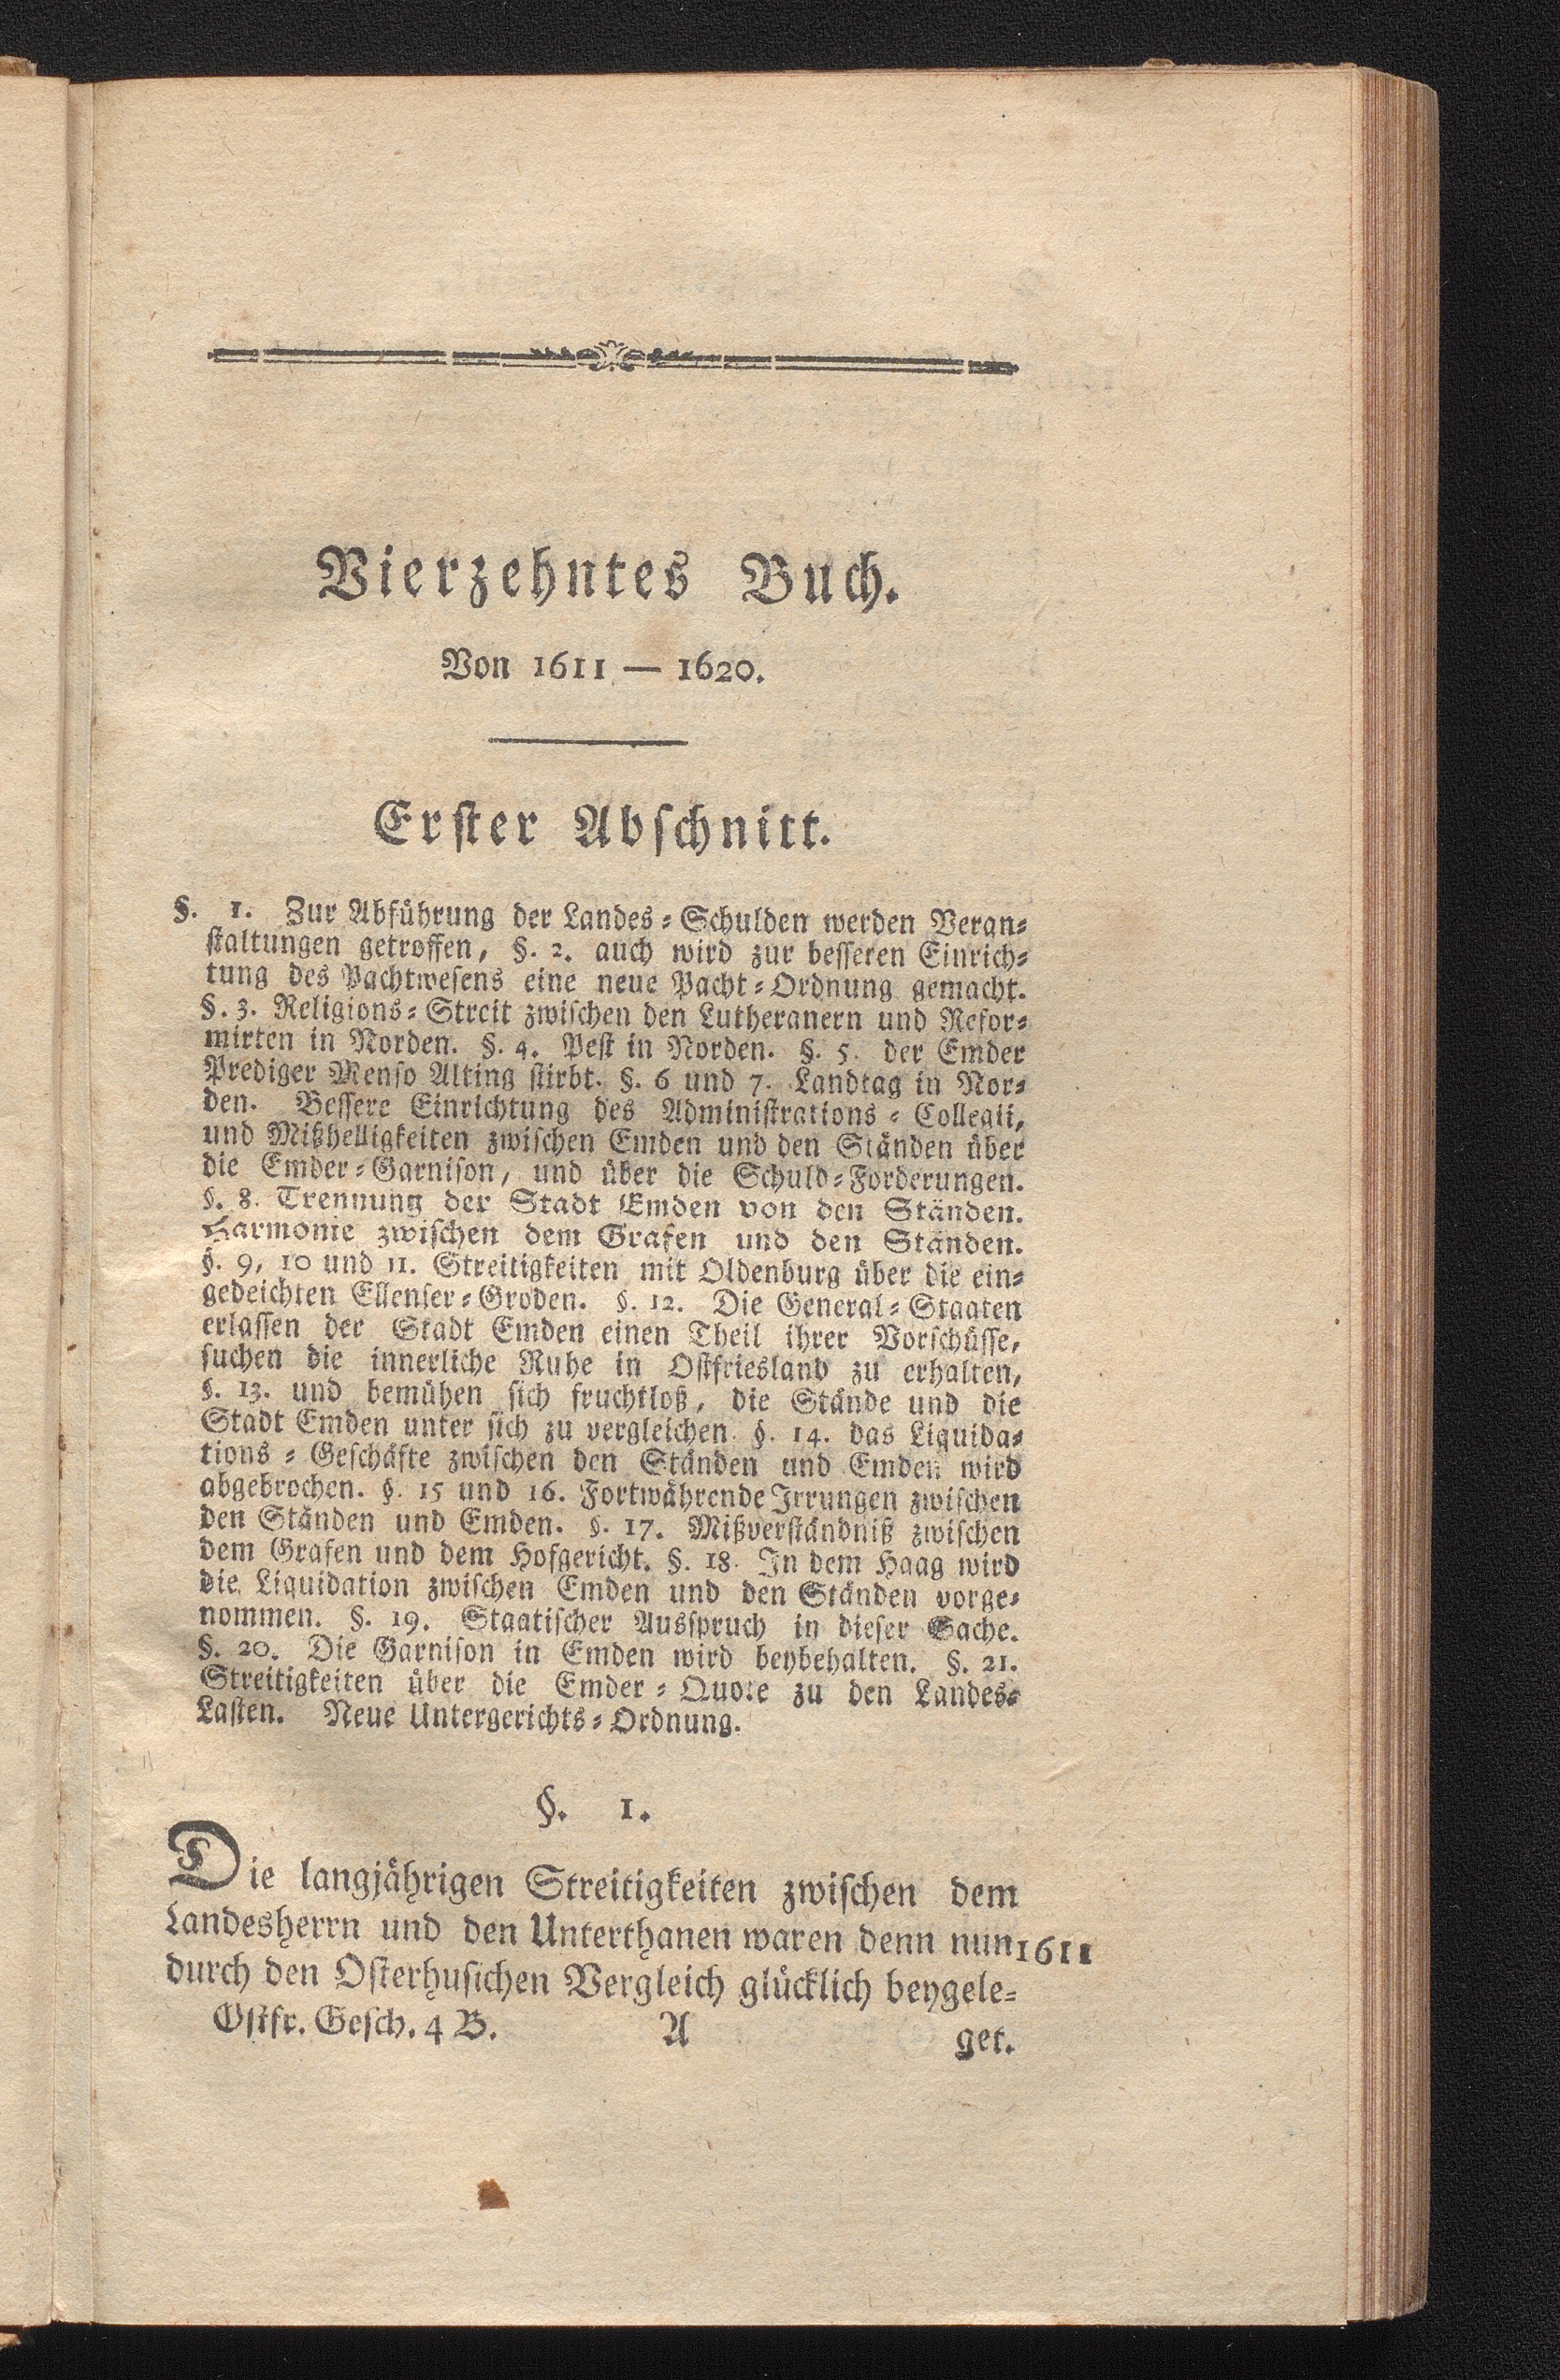 Vierzehntes Buch.
Von 1611 — 1620.
Erster Abschnitt.
§. 1. Zur Abführung der Landes-Schulden werden Veran-
staltungen getroffen, §. 2. auch wird zur besseren Einrich-
tung des Pachtwesens eine neue Pacht-Ordnung gemacht.
§. 3. Religions-Streit zwischen den Lutheranern und Refor-
mirten in Norden. §. 4. Pest in Norden. §. 5. der Emder
Prediger Menso Alting stirbt. §. 6 und 7. Landtag in Nor-
den. Bessere Einrichtung des Administrations-Collegii,
und Mißhelligkeiten zwischen Emden und den Ständen über
die Emder-Garnison, und über die Schuld-Forderungen.
§. 8. Trennung der Stadt Emden von den Ständen.
Harmonie zwischen dem Grafen und den Ständen.
§. 9, 10 und 11. Streitigkeiten mit Oldenburg über die ein-
gedeichten Ellenser-Groden. §. 12. Die General-Staaten
erlassen der Stadt Emden einen Theil ihrer Vorschüsse,
suchen die innerliche Ruhe in Ostfriesland zu erhalten,
§. 13. und bemühen sich fruchtloß, die Stände und die
Stadt Emden unter sich zu vergleichen. §. 14. das Liquida-
tions-Geschäfte zwischen den Ständen und Emden wird
abgebrochen. §. 15 und 16. Fortwährende Irrungen zwischen
den Ständen und Emden. §. 17. Mißverständniß zwischen
dem Grafen und dem Hofgericht. §. 18. In dem Haag wird
die Liquidation zwischen Emden und den Ständen vorge-
nommen. §. 19. Staatischer Ausspruch in dieser Sache.
§. 20. Die Garnison in Emden wird beybehalten. §. 21.
Streitigkeiten über die Emder-Quote zu den Landes-
Lasten. Neue Untergerichts-Ordnung.
§. 1.
Die langjährigen Streitigkeiten zwischen dem
Landesherrn und den Unterthanen waren denn nun 1611
durch den Osterhusichen Vergleich glücklich beygele-
Ostfr. Gesch. 4 B. A get.